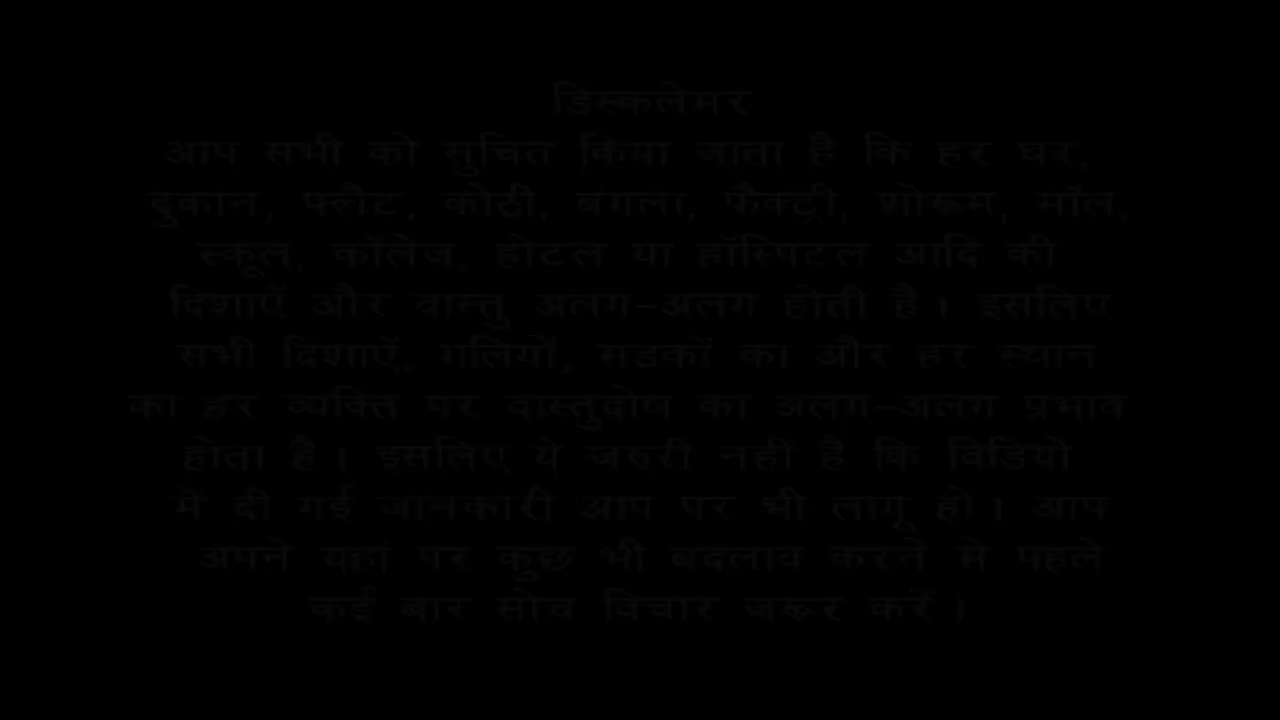 डिस्कलेमर
आप सभी को सुचित किया जाता है कि हर घर,
दुकान, फ्लैट, कोठी, बंगला, फैक्ट्री, शोरूम, मॉल,
स्कूल, कॉलेज, होटल या हॉस्पिटल आदि की
दिशाएँ और वास्तु अलग-अलग होती है। इसलिए
सभी दिशाएँ, गलियों, सडकों का और हर स्थान
का हर व्यक्ति पर वास्तुदोष का अलग-अलग प्रभाव
होता है। इसलिए ये जरुरी नहीं है कि विडियो
में दी गई जानकारी आप पर भी लागू हो। आप
अपने यहां पर कुछ भी बदलाव करने से पहले
कई बार सोच विचार जरूर करें।